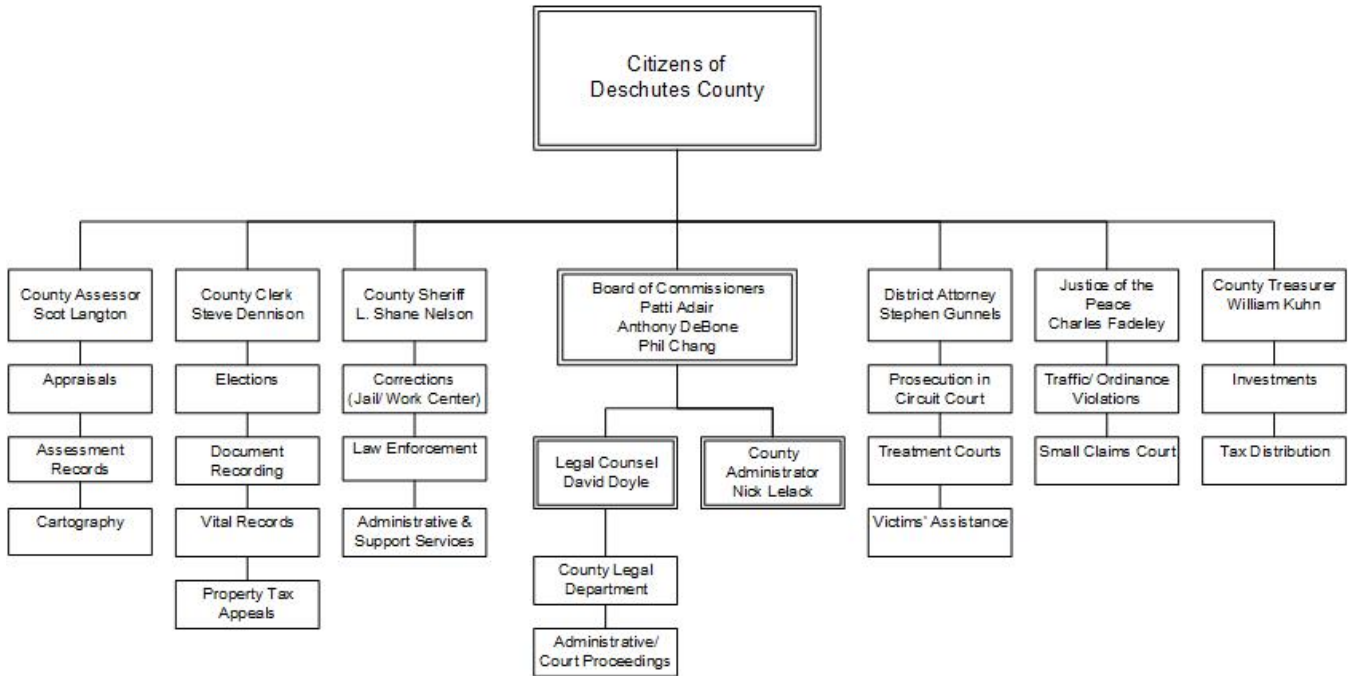 Citizens of
Deschutes County
County Assessor
Scot Langton
County Clerk
Steve Dennison
County Sheriff
L. Shane Nelson
Board of Commissioners
Patti Adair
Anthony DeBone
Phil Chang
District Attorney
Stephen Gunnels
Justice of the
Peace
Charles Fadeley
County Treasurer
William Kuhn
Appraisals
Elections
Corrections
(Jail/ Work Center)
Prosecution in
Circuit Court
Traffic/ Ordinance
Violations
Investments
Assessment
Records
Document
Recording
Law Enforcement
Legal Counsel
David Doyle
County
Administrator
Nick Lelack
Treatment Courts
Small Claims Court
Tax Distribution
Cartography
Vital Records
Administrative &
Support Services
Victims' Assistance
County Legal
Department
Property Tax
Appeals
Administrative/
Court Proceedings